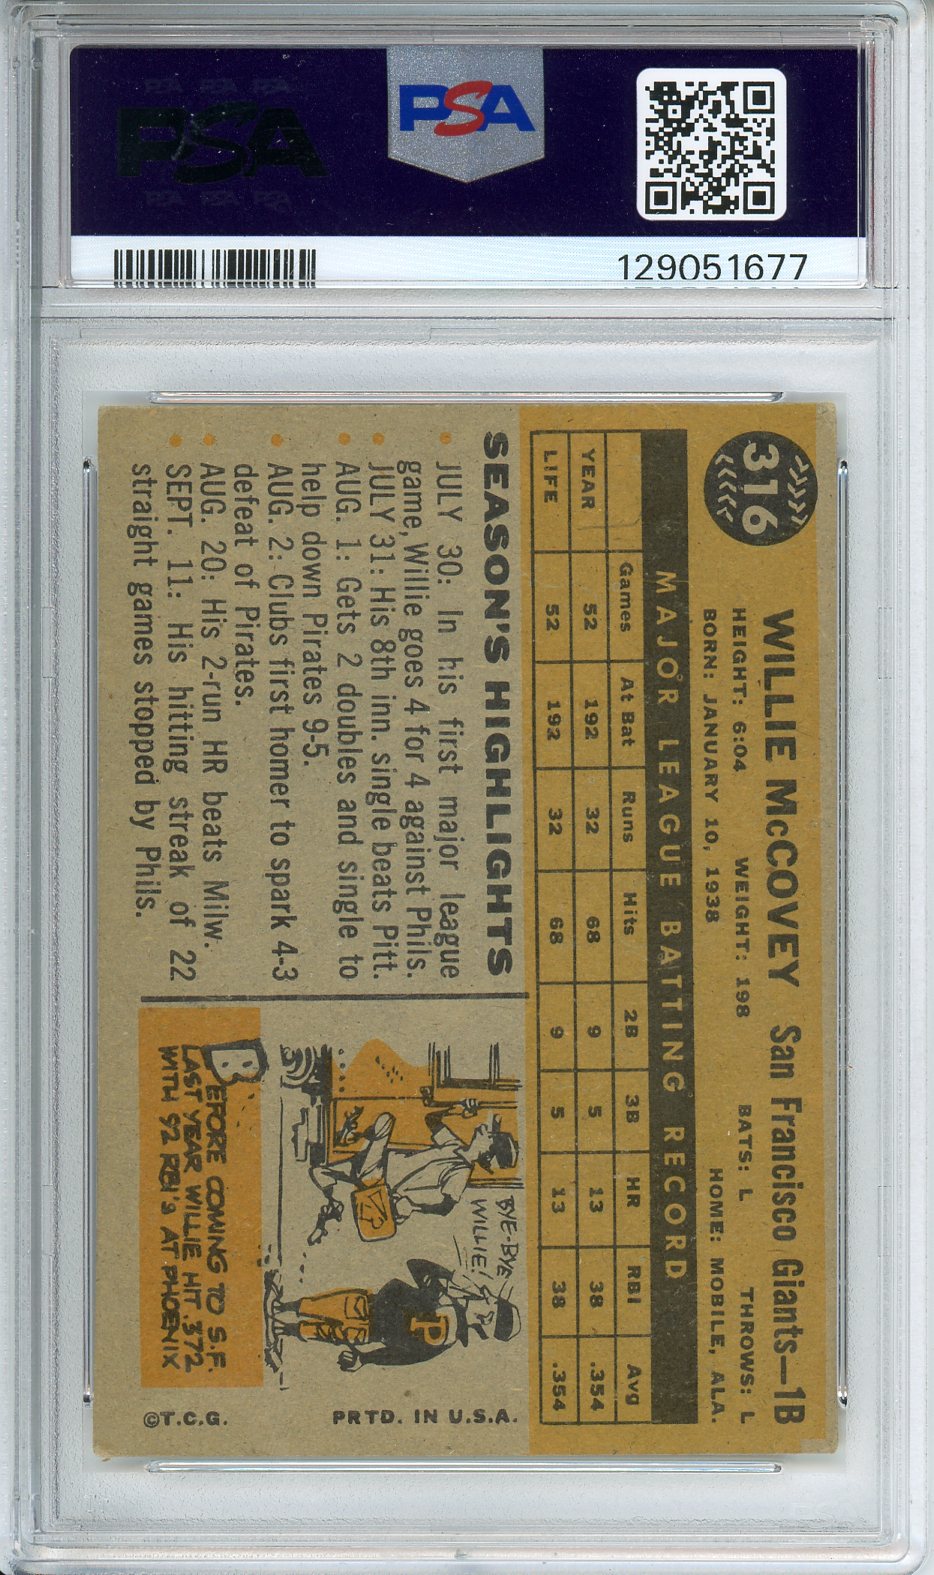 PSA PSA PSA
PSA
PSA PSA PSA
PSA
129051677
316
WILLIE McCOVEY San Francisco Giants—1B
HEIGHT: 6:04 WEIGHT: 198 BATS: L THROWS: L
BORN: JANUARY 10, 1938 HOME: MOBILE, ALA.
MAJOR LEAGUE BATTING RECORD
Games At Bat Runs Hits 2B 3B HR RBI Avg
YEAR 52 192 32 68 9 5 13 38 .354
LIFE 52 192 32 68 9 5 13 38 .354
SEASON'S HIGHLIGHTS
• JULY 30: In his first major league
game, Willie goes 4 for 4 against Phils.
• JULY 31: His 8th inn. single beats Pitt.
• AUG. 1: Gets 2 doubles and single to
help down Pirates 9-5.
• AUG. 2: Clubs first homer to spark 4-3
defeat of Pirates.
• AUG. 20: His 2-run HR beats Milw.
• SEPT. 11: His hitting streak of 22
straight games stopped by Phils.
BYE-BYE
WILLIE!
P
BEFORE COMING TO S.F.
LAST YEAR WILLIE HIT .372
WITH 92 RBI'S AT PHOENIX
PRTD. IN U.S.A.
©T.C.G.